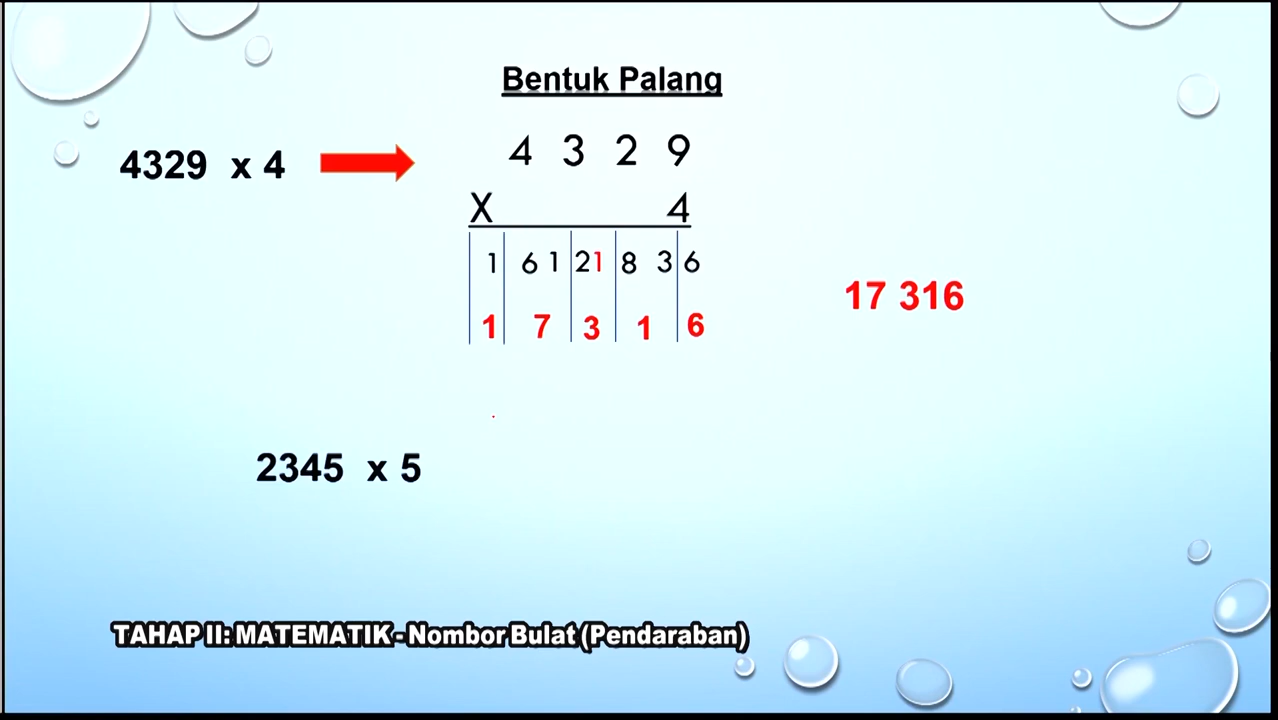 Bentuk Palang
4329 x 4
4 3 2 9
X 4
1 6 1 2 1 8 3 6
1 7 3 1 6
17 316
2345 x 5
TAHAP II: MATEMATIK - Nombor Bulat (Pendaraban)